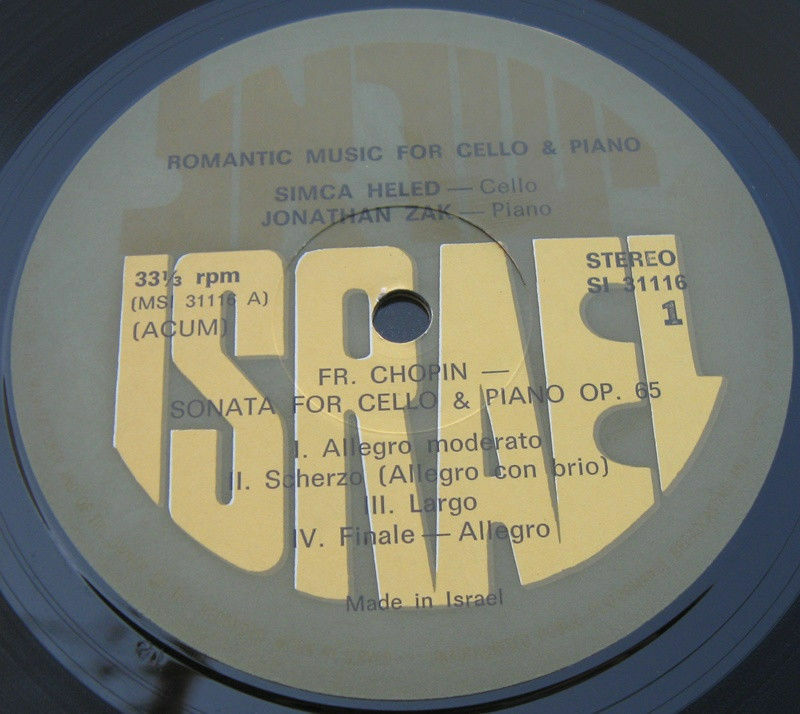 ROMANTIC MUSIC FOR CELLO & PIANO
SIMCA HELED — Cello
JONATHAN ZAK — Piano
ISRAEL
33⅓ rpm
(MSI 31116 A)
(ACUM)
STEREO
SI 31116
1
FR. CHOPIN —
SONATA FOR CELLO & PIANO OP. 65
I. Allegro moderato
II. Scherzo (Allegro con brio)
III. Largo
IV. Finale — Allegro
Made in Israel